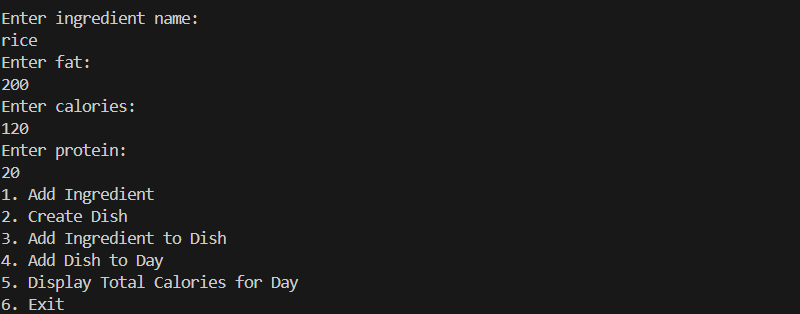 Enter ingredient name:
rice
Enter fat:
200
Enter calories:
120
Enter protein:
20
1. Add Ingredient
2. Create Dish
3. Add Ingredient to Dish
4. Add Dish to Day
5. Display Total Calories for Day
6. Exit